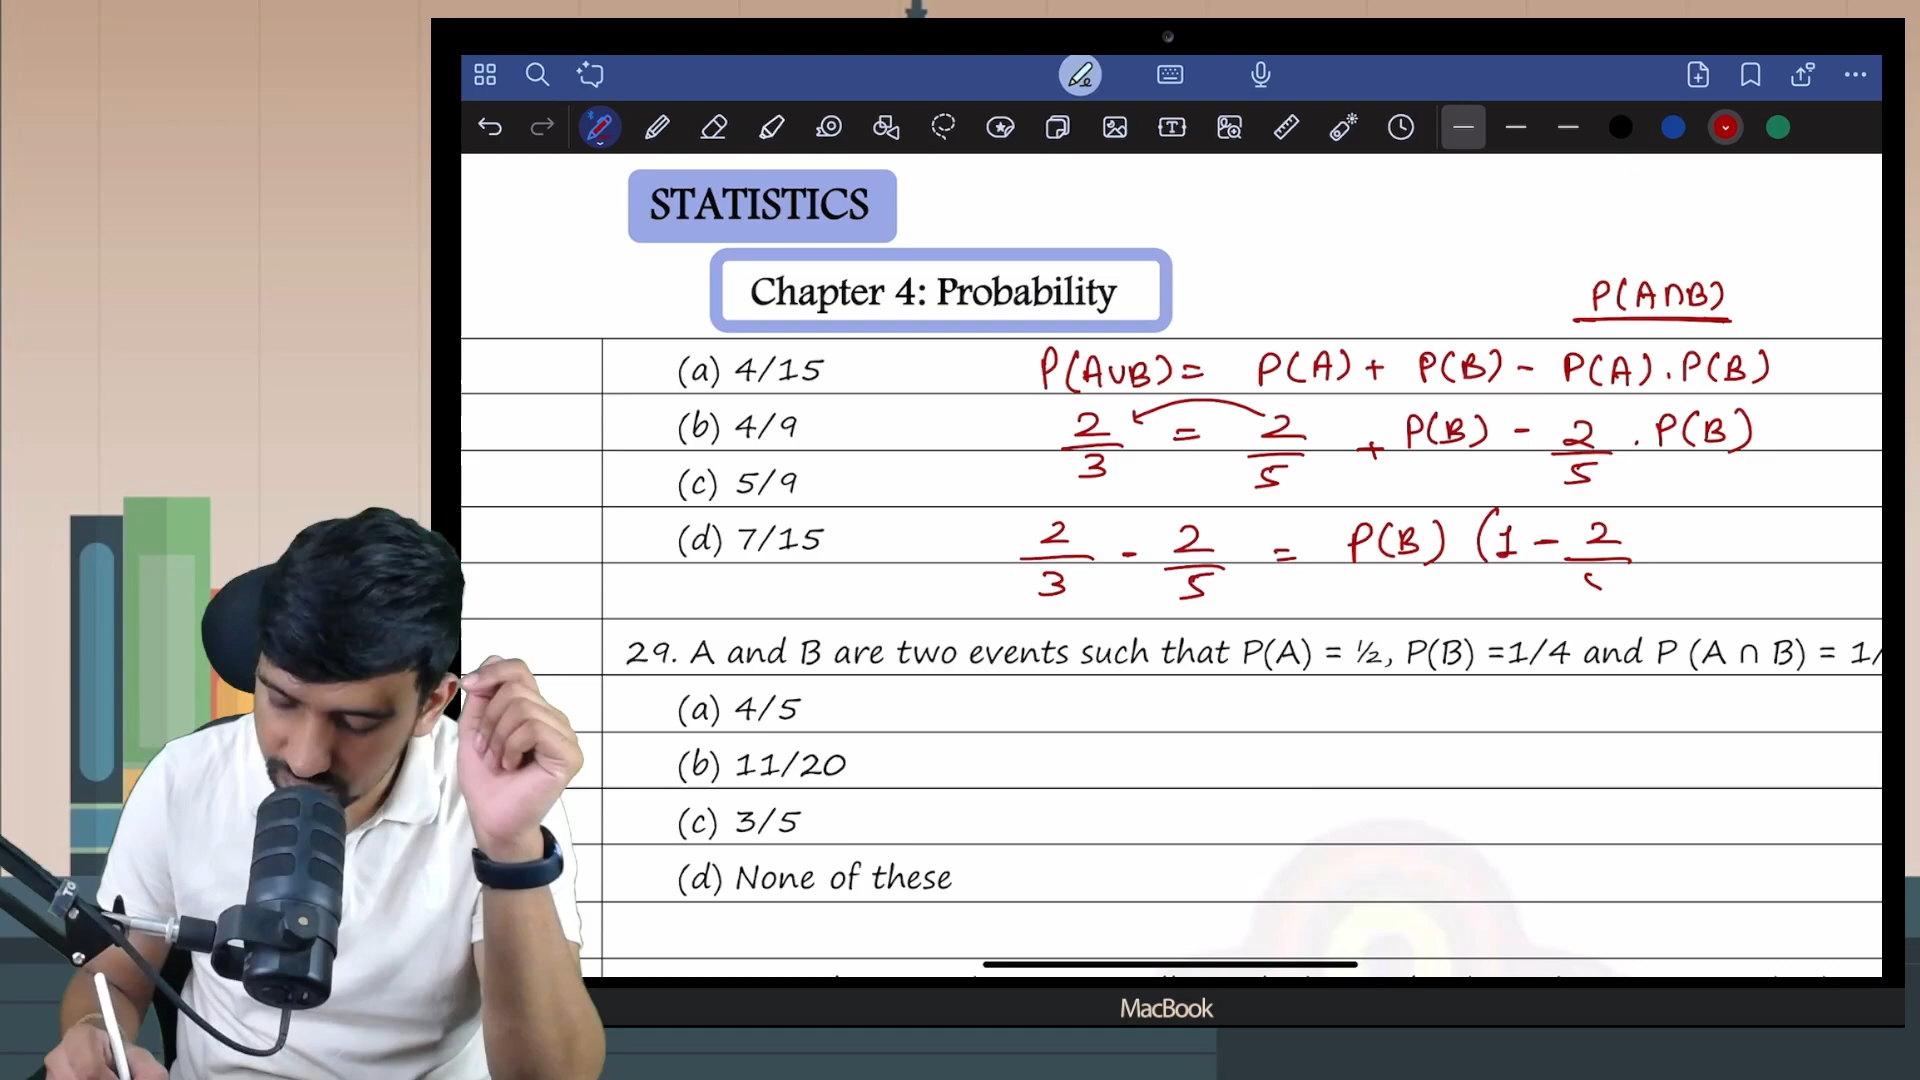 STATISTICS
Chapter 4: Probability
P(A∩B)
(a) 4/15
P(A∪B) = P(A) + P(B) - P(A).P(B)
(b) 4/9
2/3 = 2/5 + P(B) - 2/5 . P(B)
(c) 5/9
(d) 7/15
2/3 - 2/5 = P(B) (1 - 2/
29. A and B are two events such that P(A) = ½, P(B) =1/4 and P (A ∩ B) = 1/
(a) 4/5
(b) 11/20
(c) 3/5
(d) None of these
MacBook